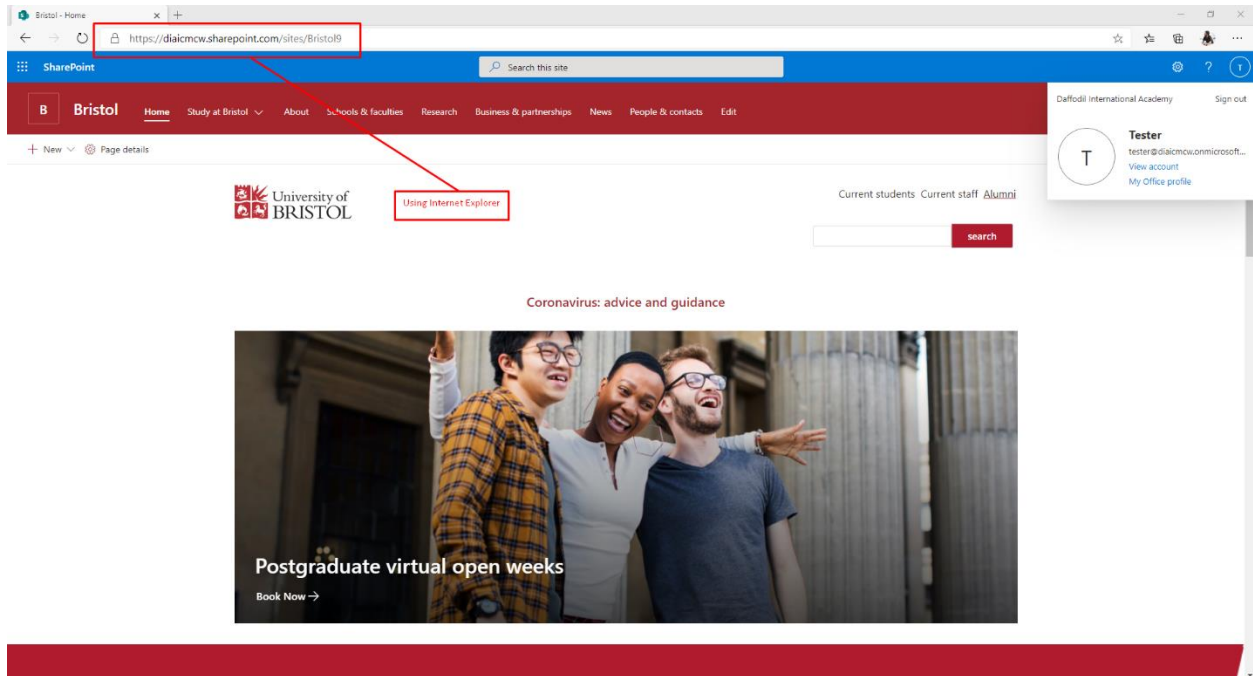 Bristol - Home
https://diaicmcw.sharepoint.com/sites/Bristol9
SharePoint
Search this site
?
T
B
Bristol
Home Study at Bristol About Schools & faculties Research Business & partnerships News People & contacts Edit
Daffodil International Academy Sign out
T
Tester
tester@diaicmcw.onmicrosoft...
View account
My Office profile
New Page details
University of
BRISTOL
Using Internet Explorer
Current students Current staff Alumni
search
Coronavirus: advice and guidance
Postgraduate virtual open weeks
Book Now →